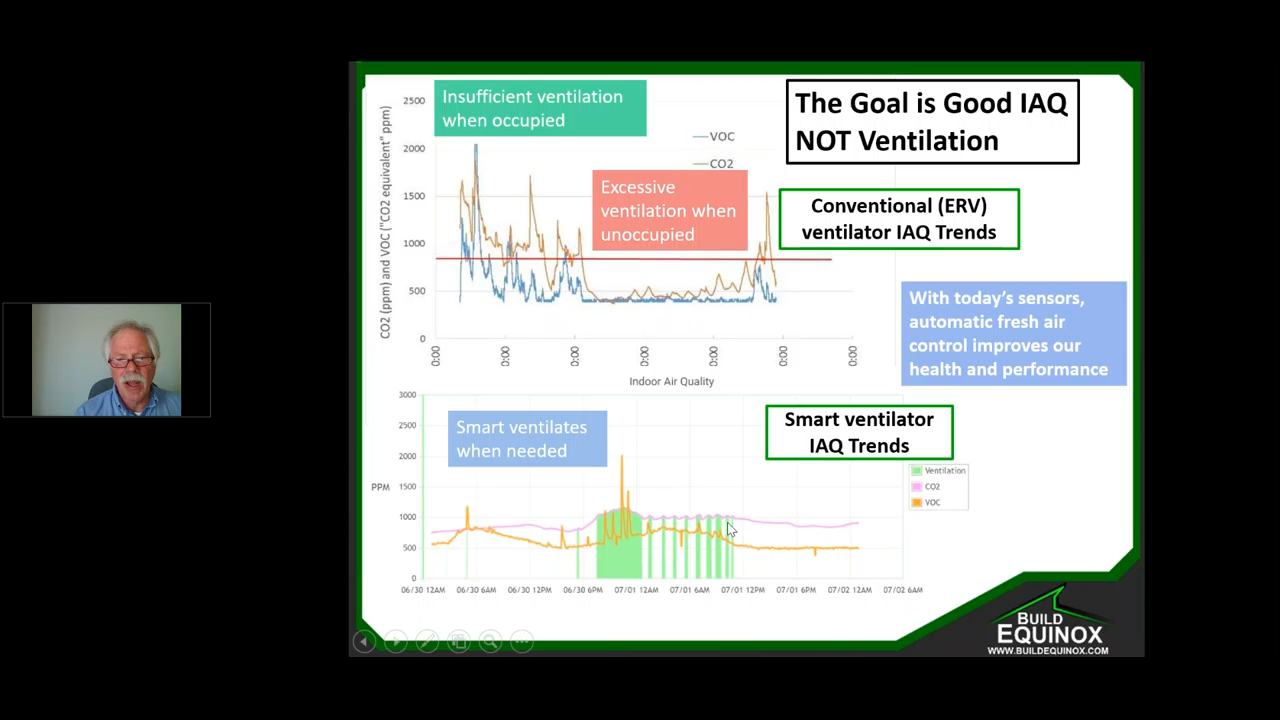 The Goal is Good IAQ
NOT Ventilation
Insufficient ventilation
when occupied
Excessive
ventilation when
unoccupied
Conventional (ERV)
ventilator IAQ Trends
With today's sensors,
automatic fresh air
control improves our
health and performance
CO2 (ppm) and VOC ("CO2 equivalent" ppm)
2500
2000
1500
1000
500
0
VOC
CO2
0:00
0:00
0:00
0:00
0:00
0:00
0:00
Indoor Air Quality
Smart ventilates
when needed
Smart ventilator
IAQ Trends
PPM
3000
2500
2000
1500
1000
500
0
Ventilation
CO2
VOC
06/30 12AM 06/30 6AM 06/30 12PM 06/30 6PM 07/01 12AM 07/01 6AM 07/01 12PM 07/01 6PM 07/02 12AM 07/02 6AM
BUILD
EQUINOX
WWW.BUILDEQUINOX.COM